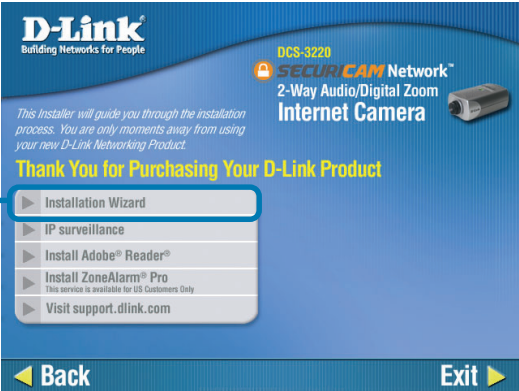 D-Link
Building Networks for People
DCS-3220
SECURICAM Network™
2-Way Audio/Digital Zoom
Internet Camera
This Installer will guide you through the installation
process. You are only moments away from using
your new D-Link Networking Product.
Thank You for Purchasing Your D-Link Product
Installation Wizard
IP surveillance
Install Adobe® Reader®
Install ZoneAlarm® Pro
This service is available for US Customers Only
Visit support.dlink.com
Back
Exit